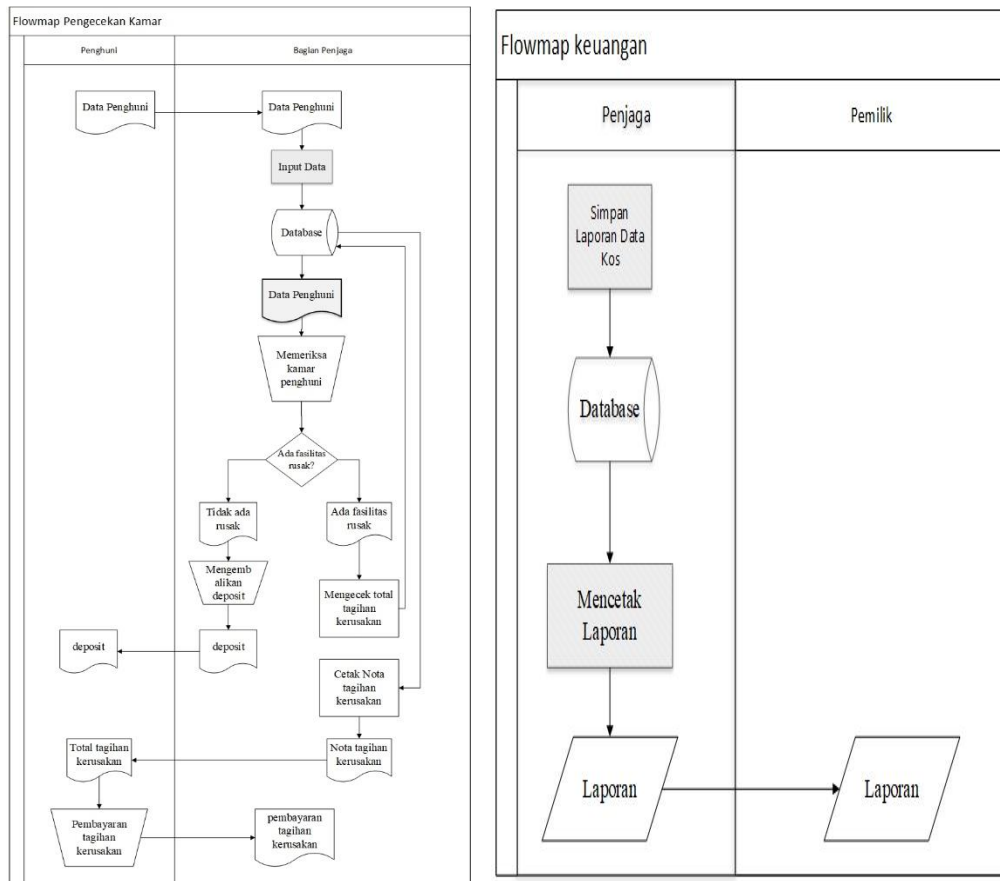 Flowmap Pengecekan Kamar
Penghuni
Bagian Penjaga
Data Penghuni
Data Penghuni
Input Data
Database
Data Penghuni
Memeriksa
kamar
penghuni
Ada fasilitas
rusak?
Tidak ada
rusak
Ada fasilitas
rusak
Mengemb
alikan
deposit
Mengecek total
tagihan
kerusakan
deposit
deposit
Cetak Nota
tagihan
kerusakan
Total tagihan
kerusakan
Nota tagihan
kerusakan
Pembayaran
tagihan
kerusakan
pembayaran
tagihan
kerusakan
Flowmap keuangan
Penjaga
Pemilik
Simpan
Laporan Data
Kos
Database
Mencetak
Laporan
Laporan
Laporan